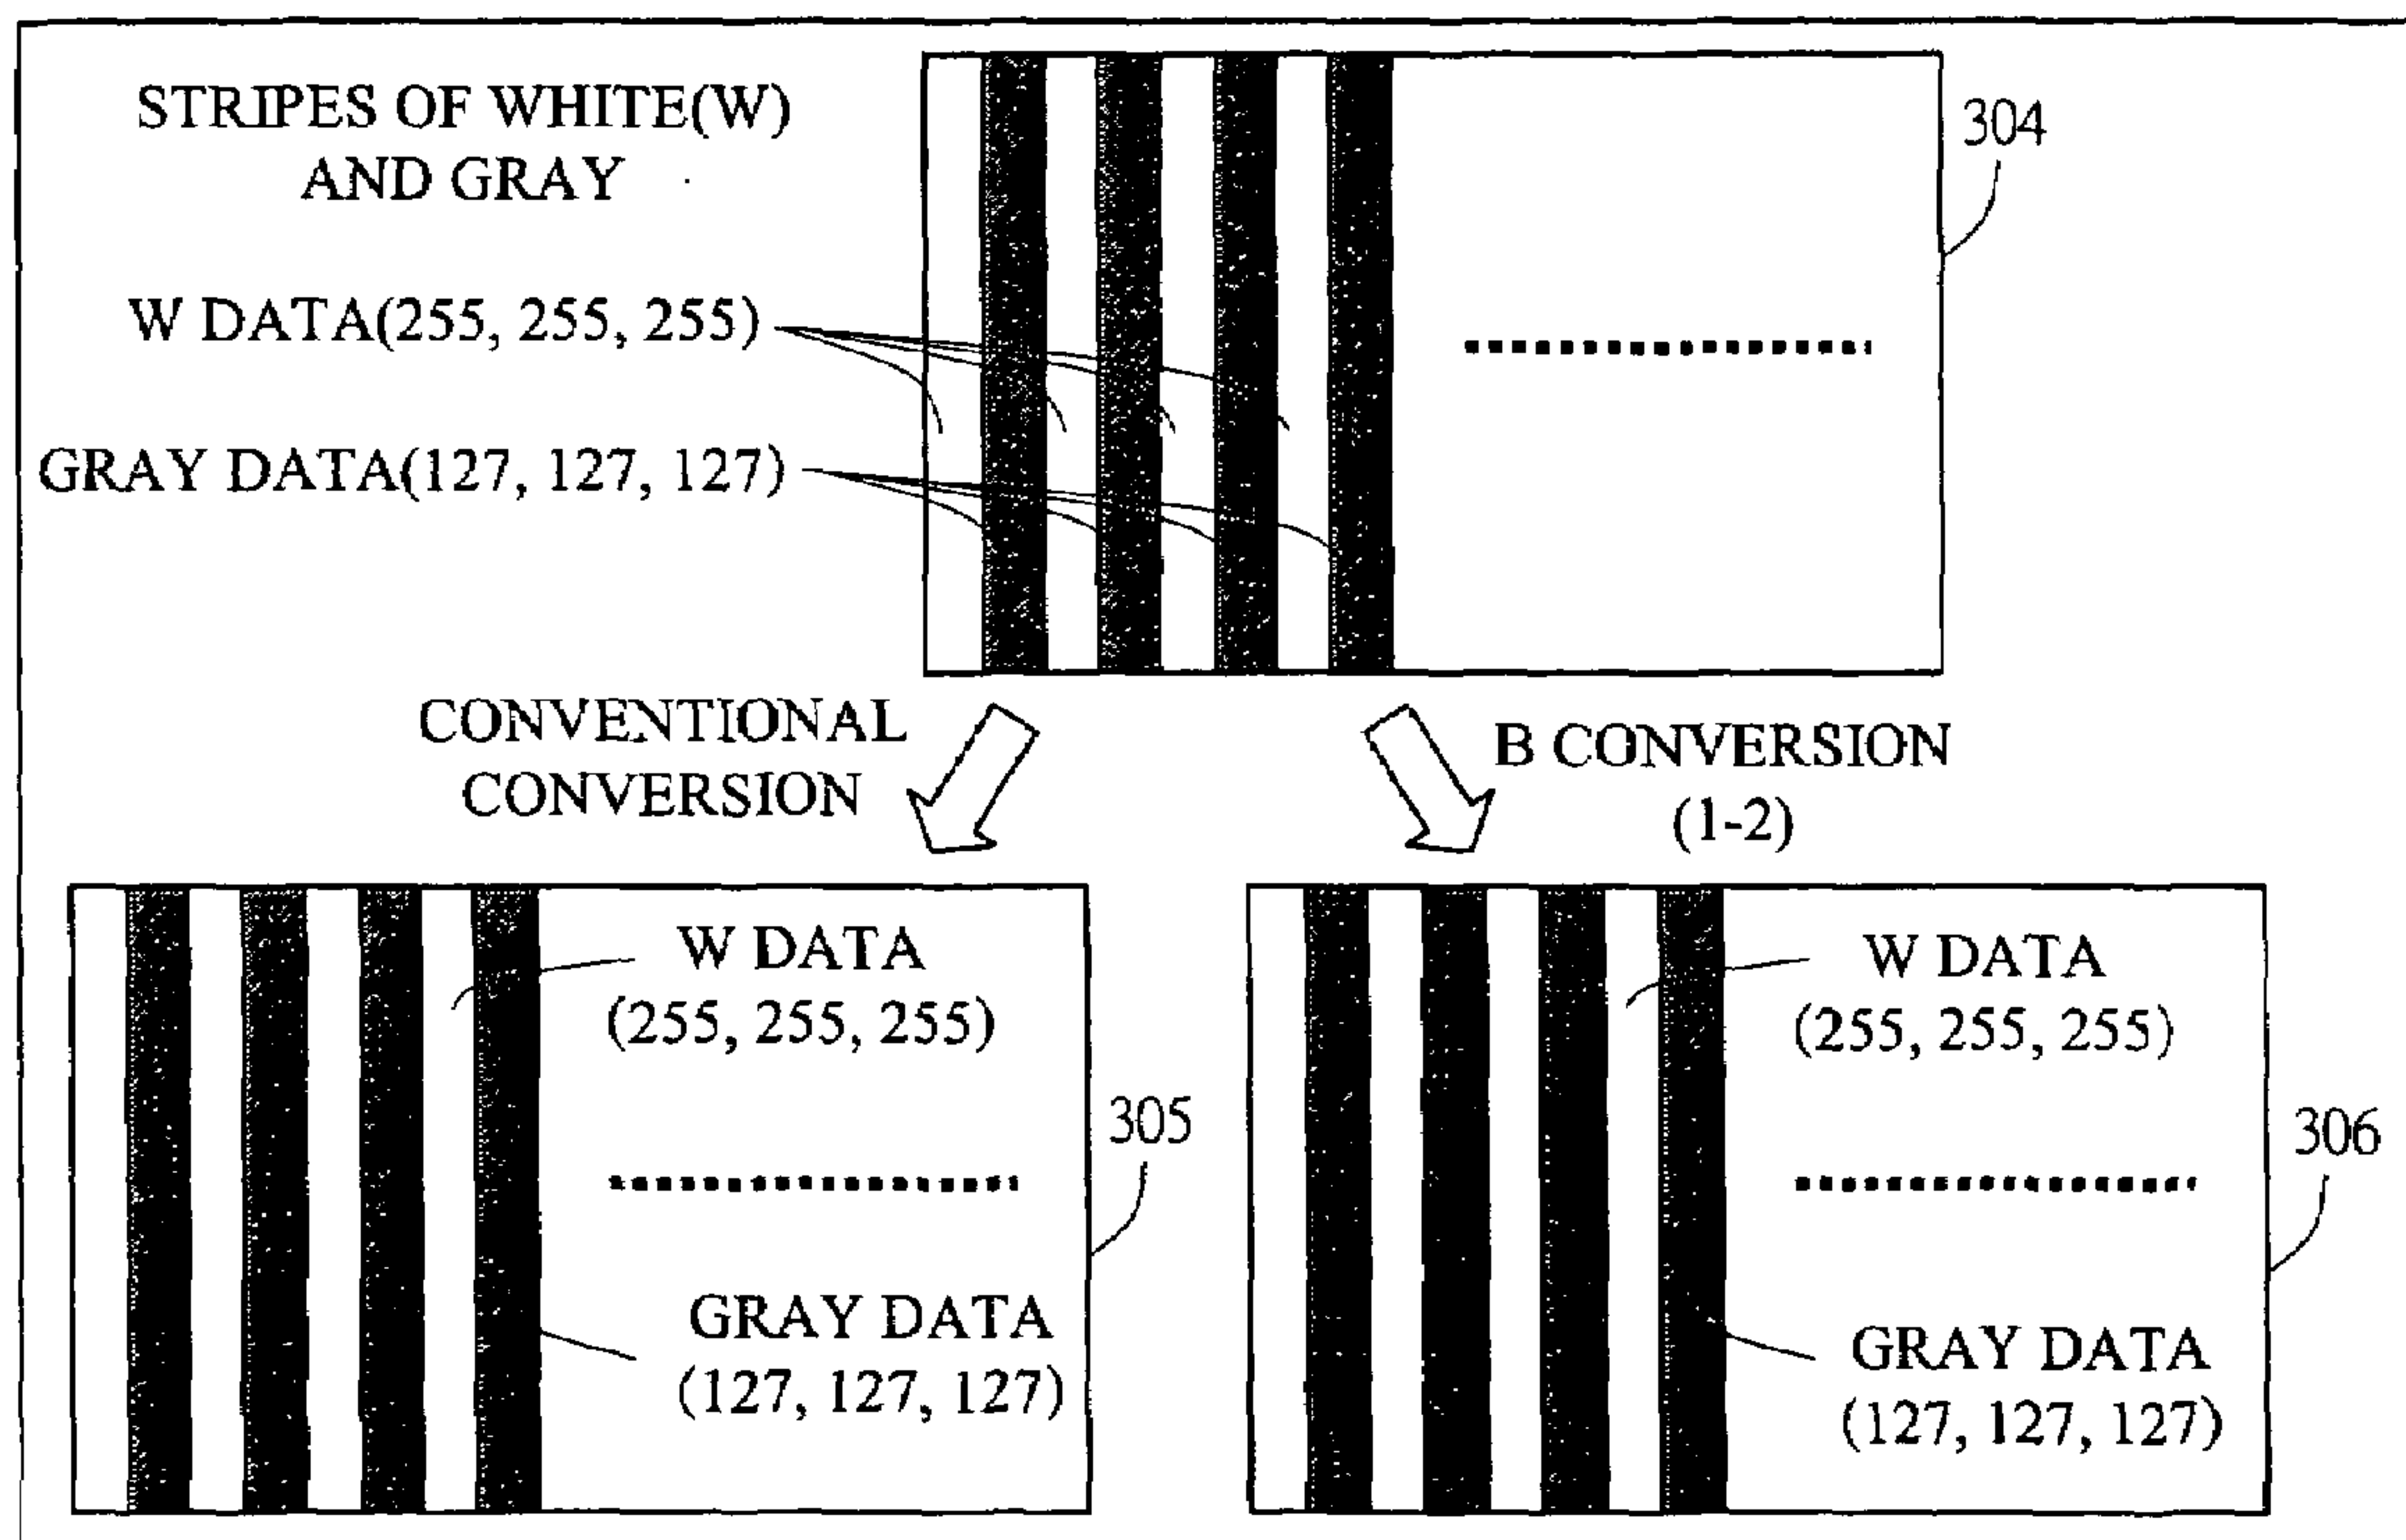 STRIPES OF WHITE(W)
AND GRAY
304
W DATA(255, 255, 255)
GRAY DATA(127, 127, 127)
CONVENTIONAL
CONVERSION
B CONVERSION
(1-2)
W DATA
(255, 255, 255)
305
GRAY DATA
(127, 127, 127)
W DATA
(255, 255, 255)
306
GRAY DATA
(127, 127, 127)